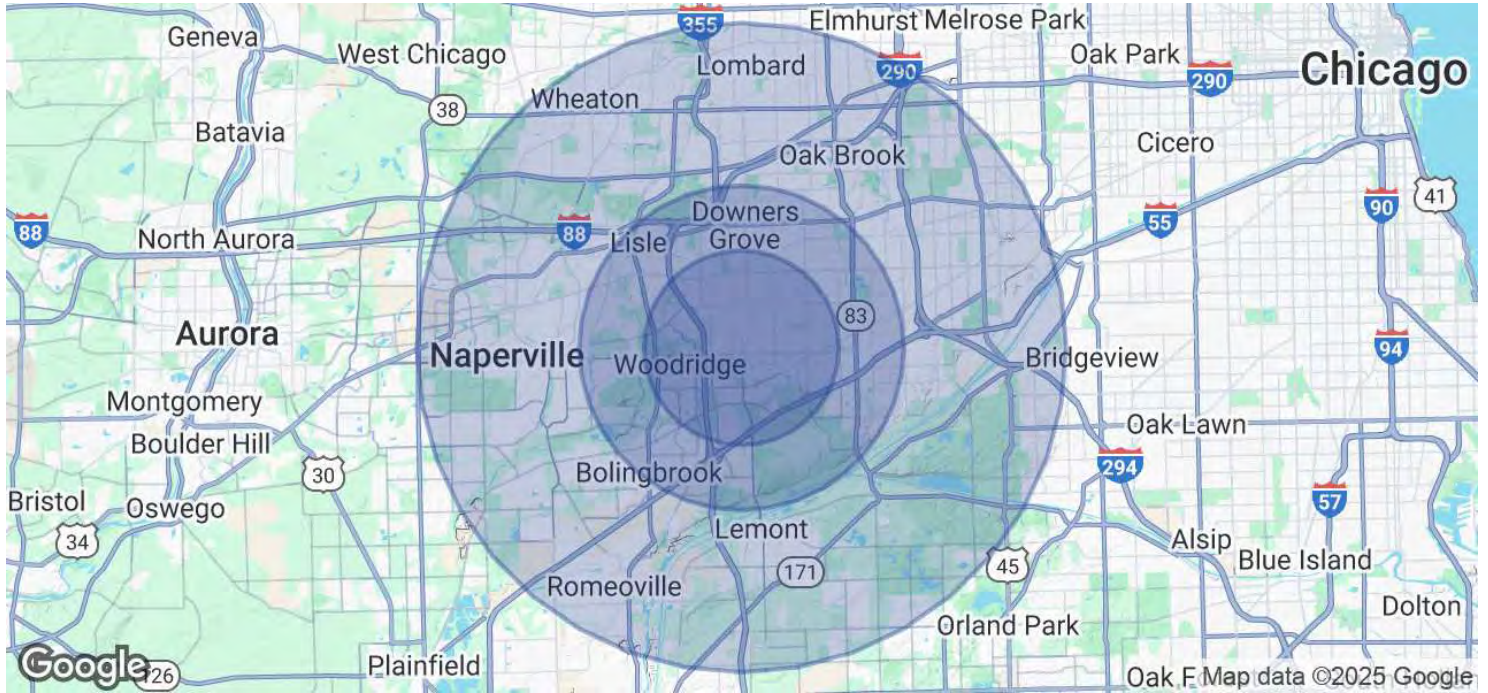 355
Elmhurst
Melrose Park
Geneva
West Chicago
Lombard
290
Oak Park
290
Chicago
38
Wheaton
Batavia
Oak Brook
Cicero
41
90
55
88
North Aurora
88
Lisle
Downers
Grove
83
Aurora
Naperville
Woodridge
Bridgeview
94
Montgomery
Boulder Hill
30
Oak Lawn
294
Bolingbrook
57
Bristol
Oswego
34
Lemont
Alsip
Blue Island
171
45
Romeoville
Dolton
Orland Park
Plainfield
Google
126
Oak F
Map data ©2025 Google